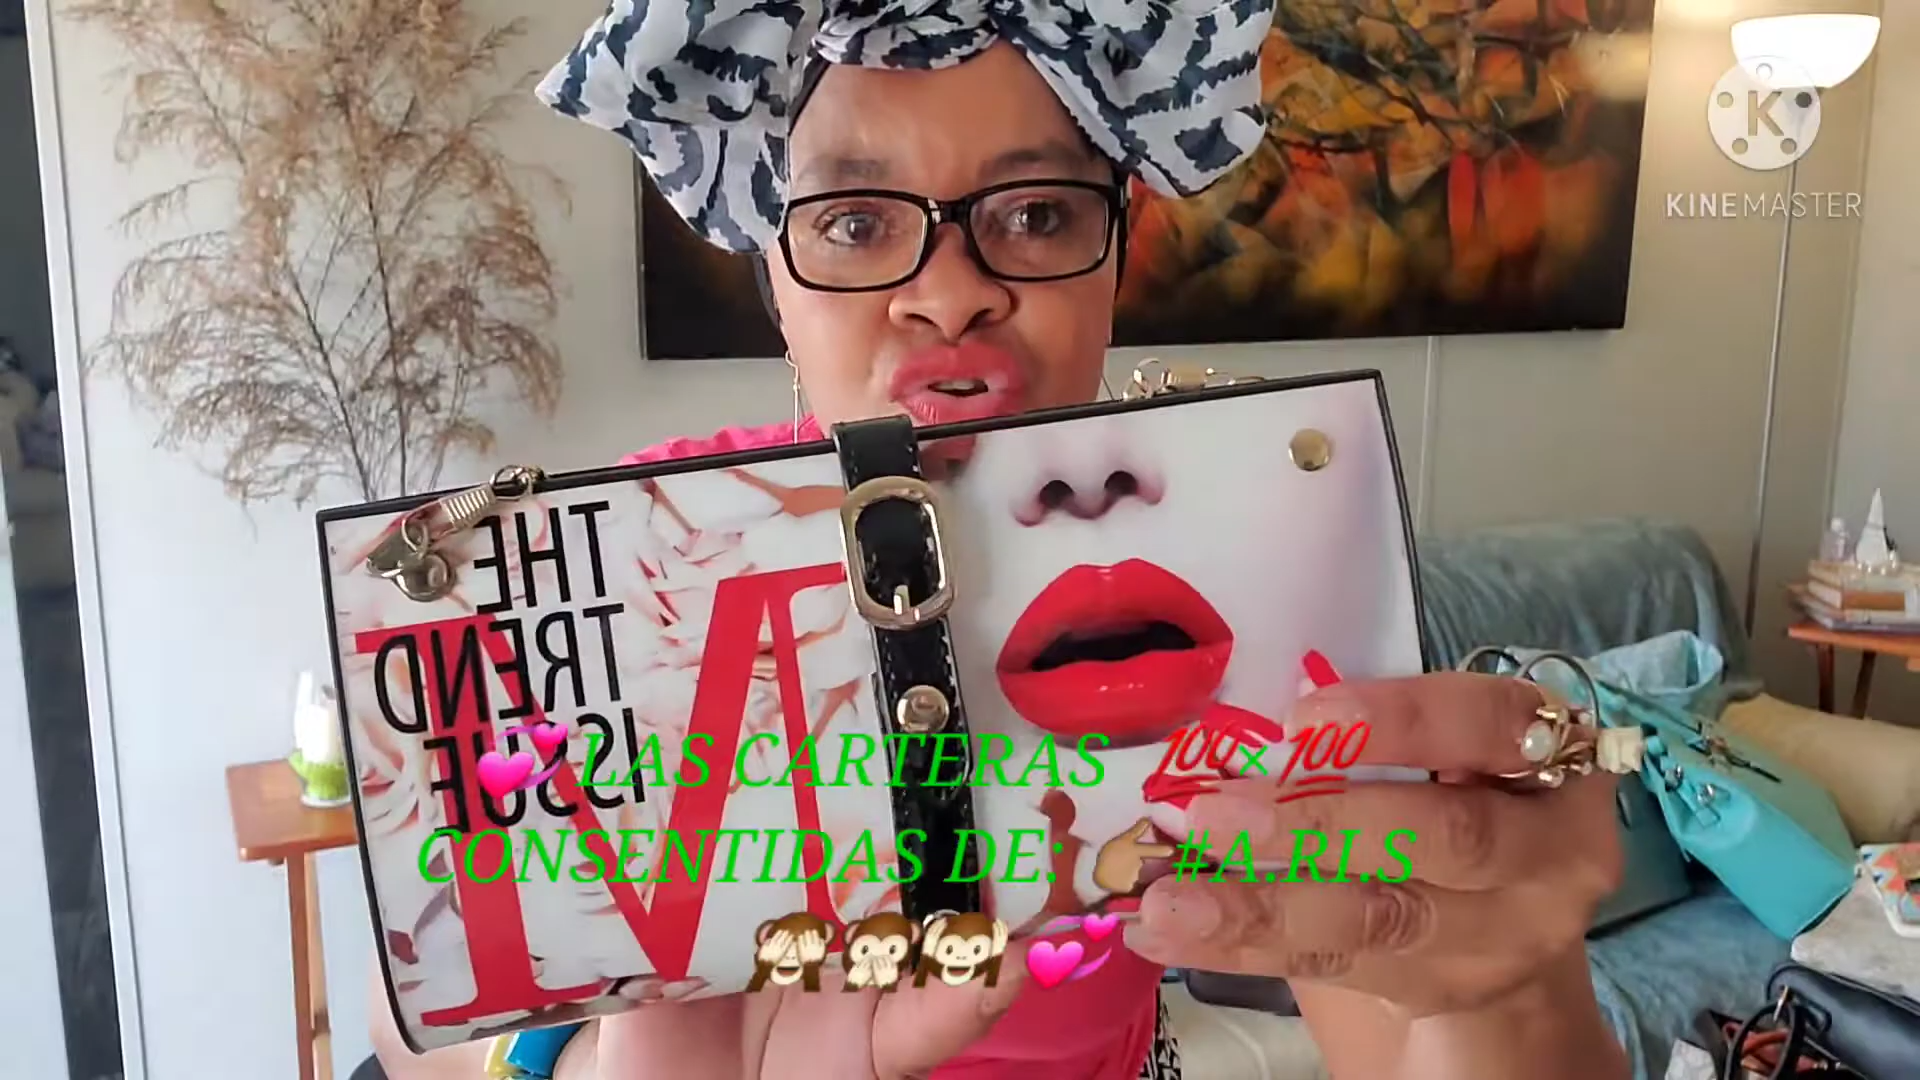 K
KINEMASTER
THE
TREND
ISSUE
M
💞 LAS CARTERAS 💯×💯
CONSENTIDAS DE: 👉🏽#A.RI.S
🙈🙊🙉 💞